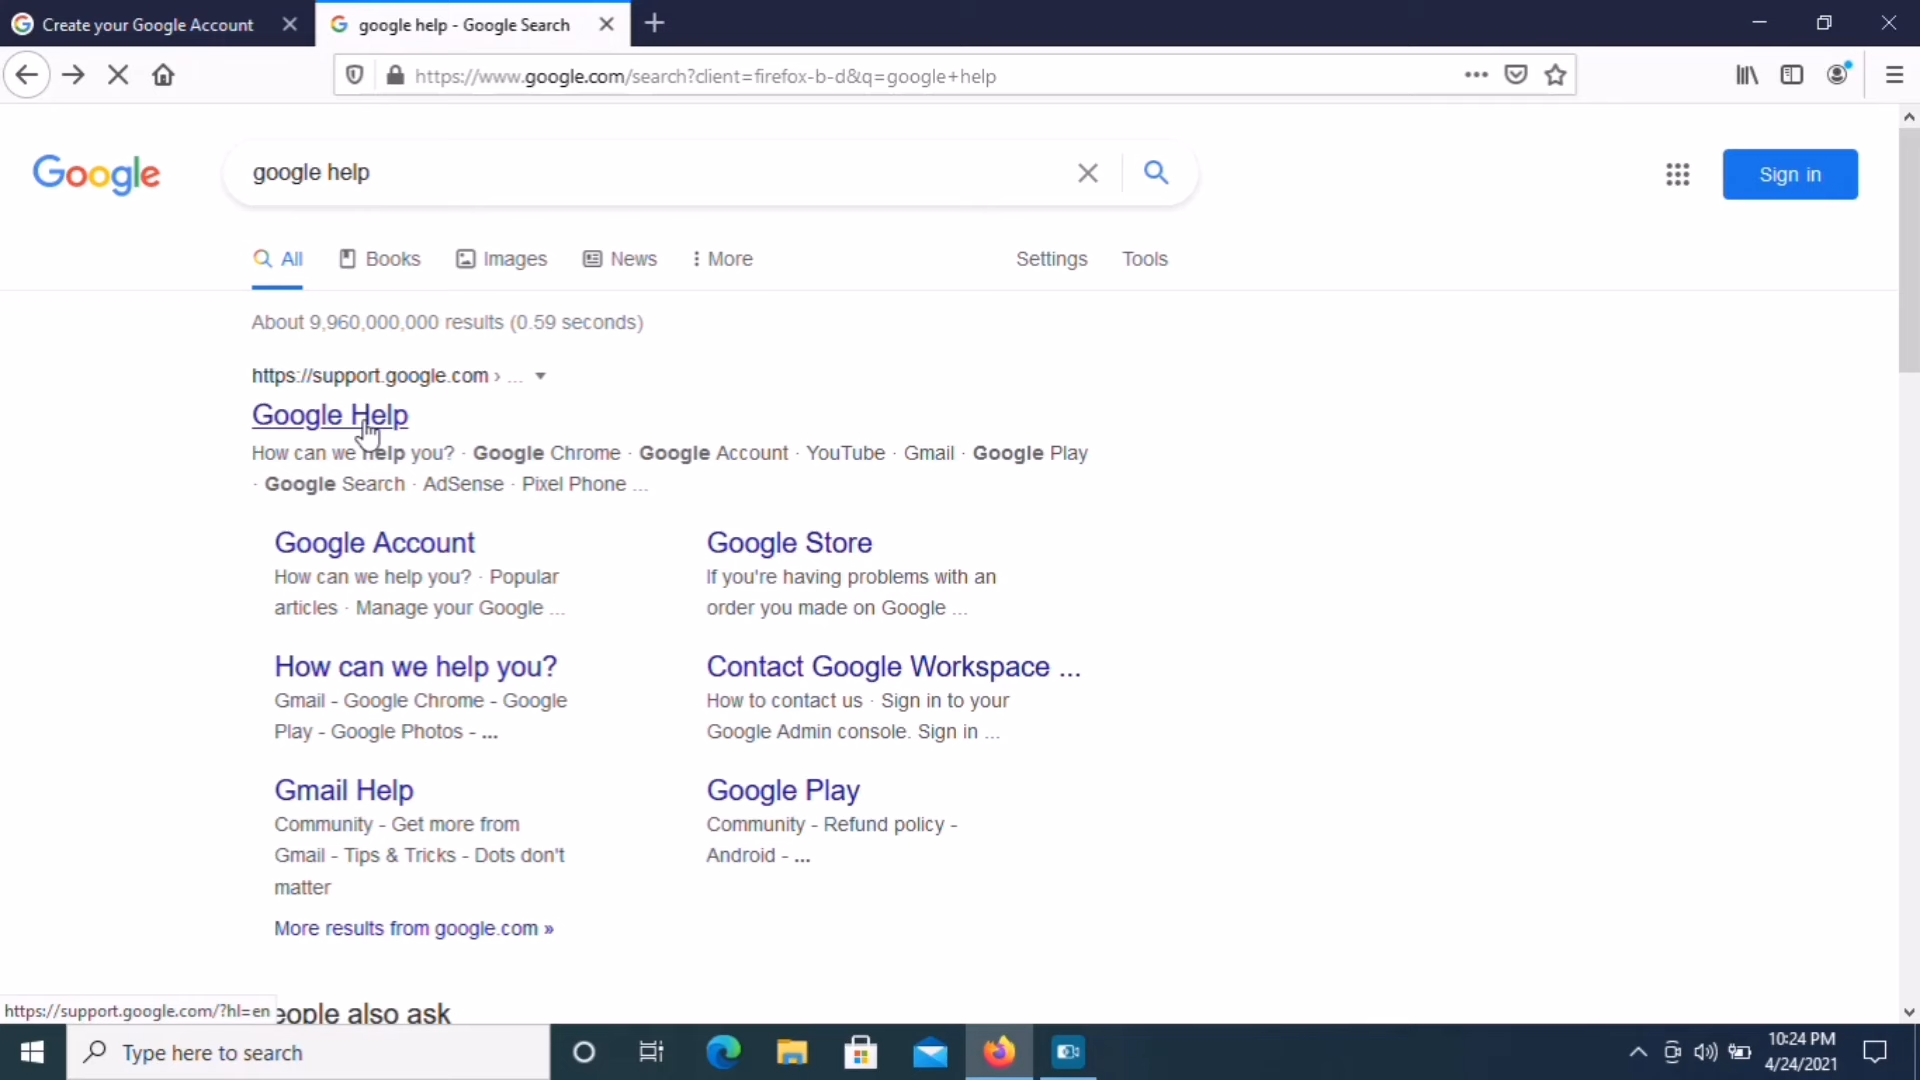 Create your Google Account
google help - Google Search
https://www.google.com/search?client=firefox-b-d&q=google+help
Google
google help
Sign in
All
Books
Images
News
More
Settings
Tools
About 9,960,000,000 results (0.59 seconds)
https://support.google.com › ...
Google Help
How can we help you? · Google Chrome · Google Account · YouTube · Gmail · Google Play
· Google Search · AdSense · Pixel Phone ...
Google Account
How can we help you? · Popular
articles · Manage your Google ...
Google Store
If you're having problems with an
order you made on Google ...
How can we help you?
Gmail - Google Chrome - Google
Play - Google Photos - ...
Contact Google Workspace ...
How to contact us · Sign in to your
Google Admin console. Sign in ...
Gmail Help
Community - Get more from
Gmail - Tips & Tricks - Dots don't
matter
Google Play
Community - Refund policy -
Android - ...
More results from google.com »
eople also ask
https://support.google.com/?hl=en
Type here to search
10:24 PM
4/24/2021